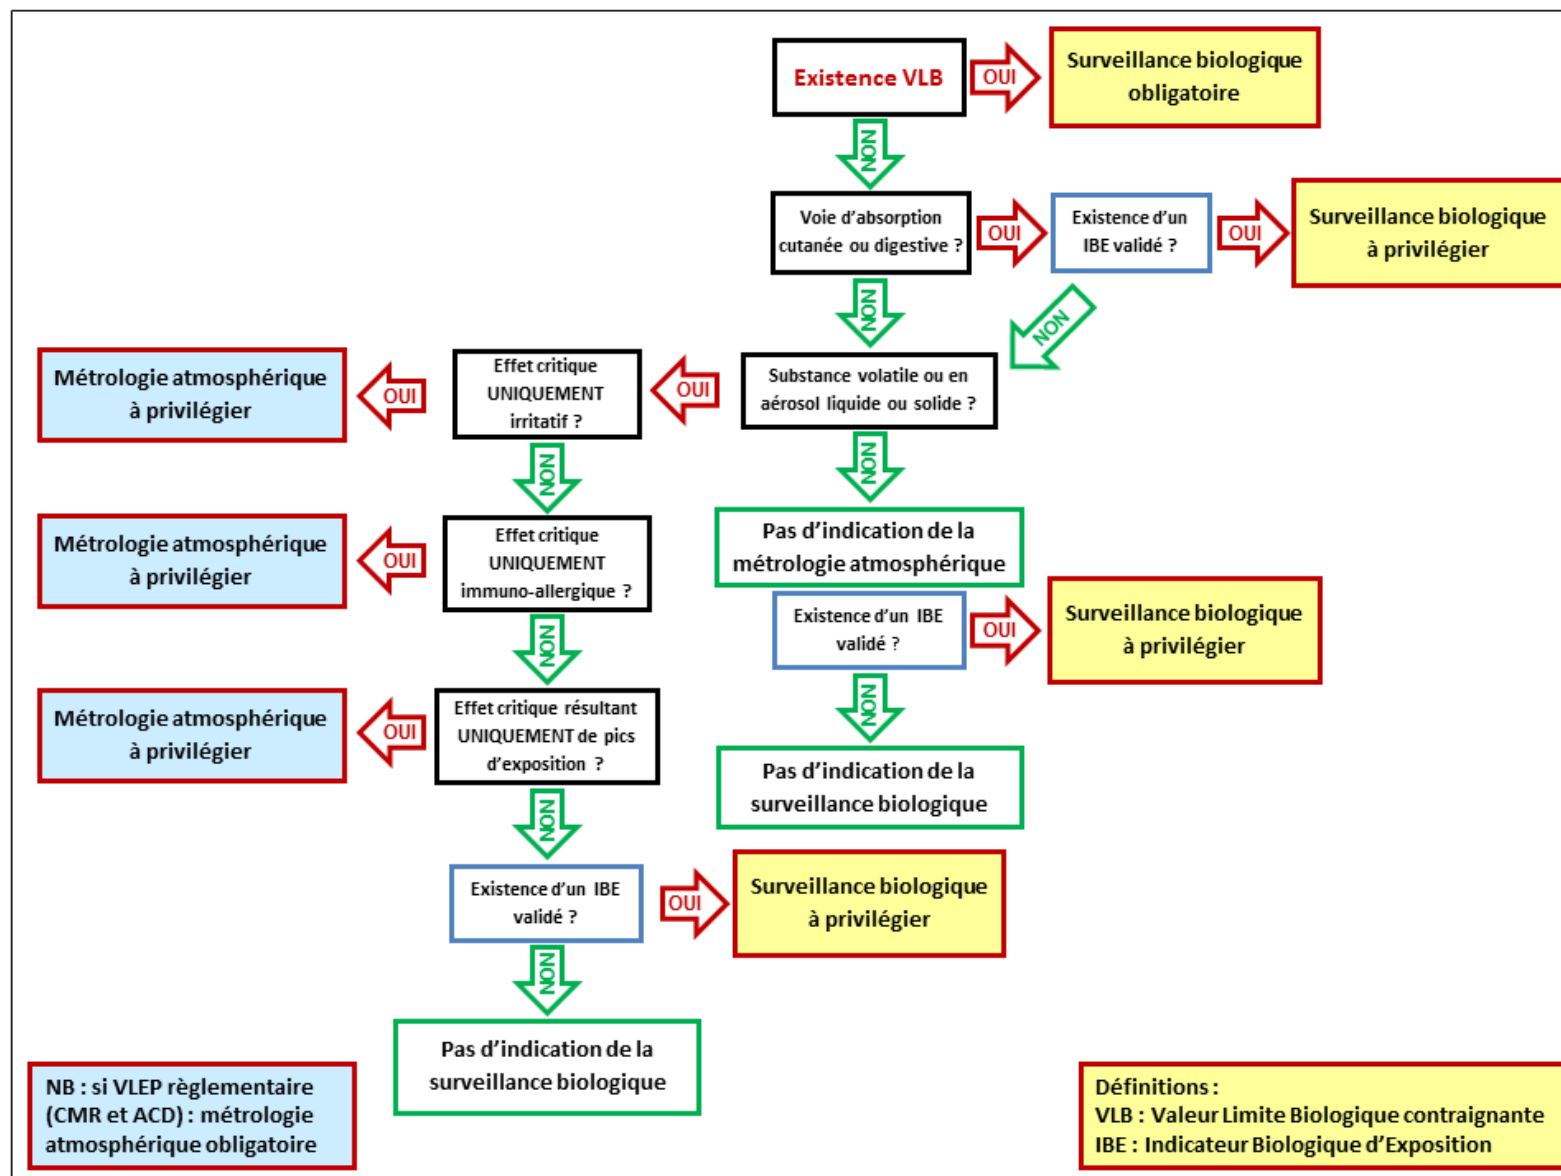 Existence VLB
OUI
Surveillance biologique
obligatoire
NON
Voie d'absorption
cutanée ou digestive ?
OUI
Existence d'un
IBE validé ?
OUI
Surveillance biologique
à privilégier
NON
NON
Substance volatile ou en
aérosol liquide ou solide ?
OUI
Effet critique
UNIQUEMENT
irritatif ?
OUI
Métrologie atmosphérique
à privilégier
NON
NON
Effet critique
UNIQUEMENT
immuno-allergique ?
OUI
Métrologie atmosphérique
à privilégier
Pas d'indication de la
métrologie atmosphérique
Existence d'un IBE
validé ?
OUI
Surveillance biologique
à privilégier
NON
NON
Effet critique résultant
UNIQUEMENT de pics
d'exposition ?
OUI
Métrologie atmosphérique
à privilégier
Pas d'indication de la
surveillance biologique
NON
Existence d'un IBE
validé ?
OUI
Surveillance biologique
à privilégier
NON
Pas d'indication de la
surveillance biologique
NB : si VLEP règlementaire
(CMR et ACD) : métrologie
atmosphérique obligatoire
Définitions :
VLB : Valeur Limite Biologique contraignante
IBE : Indicateur Biologique d'Exposition